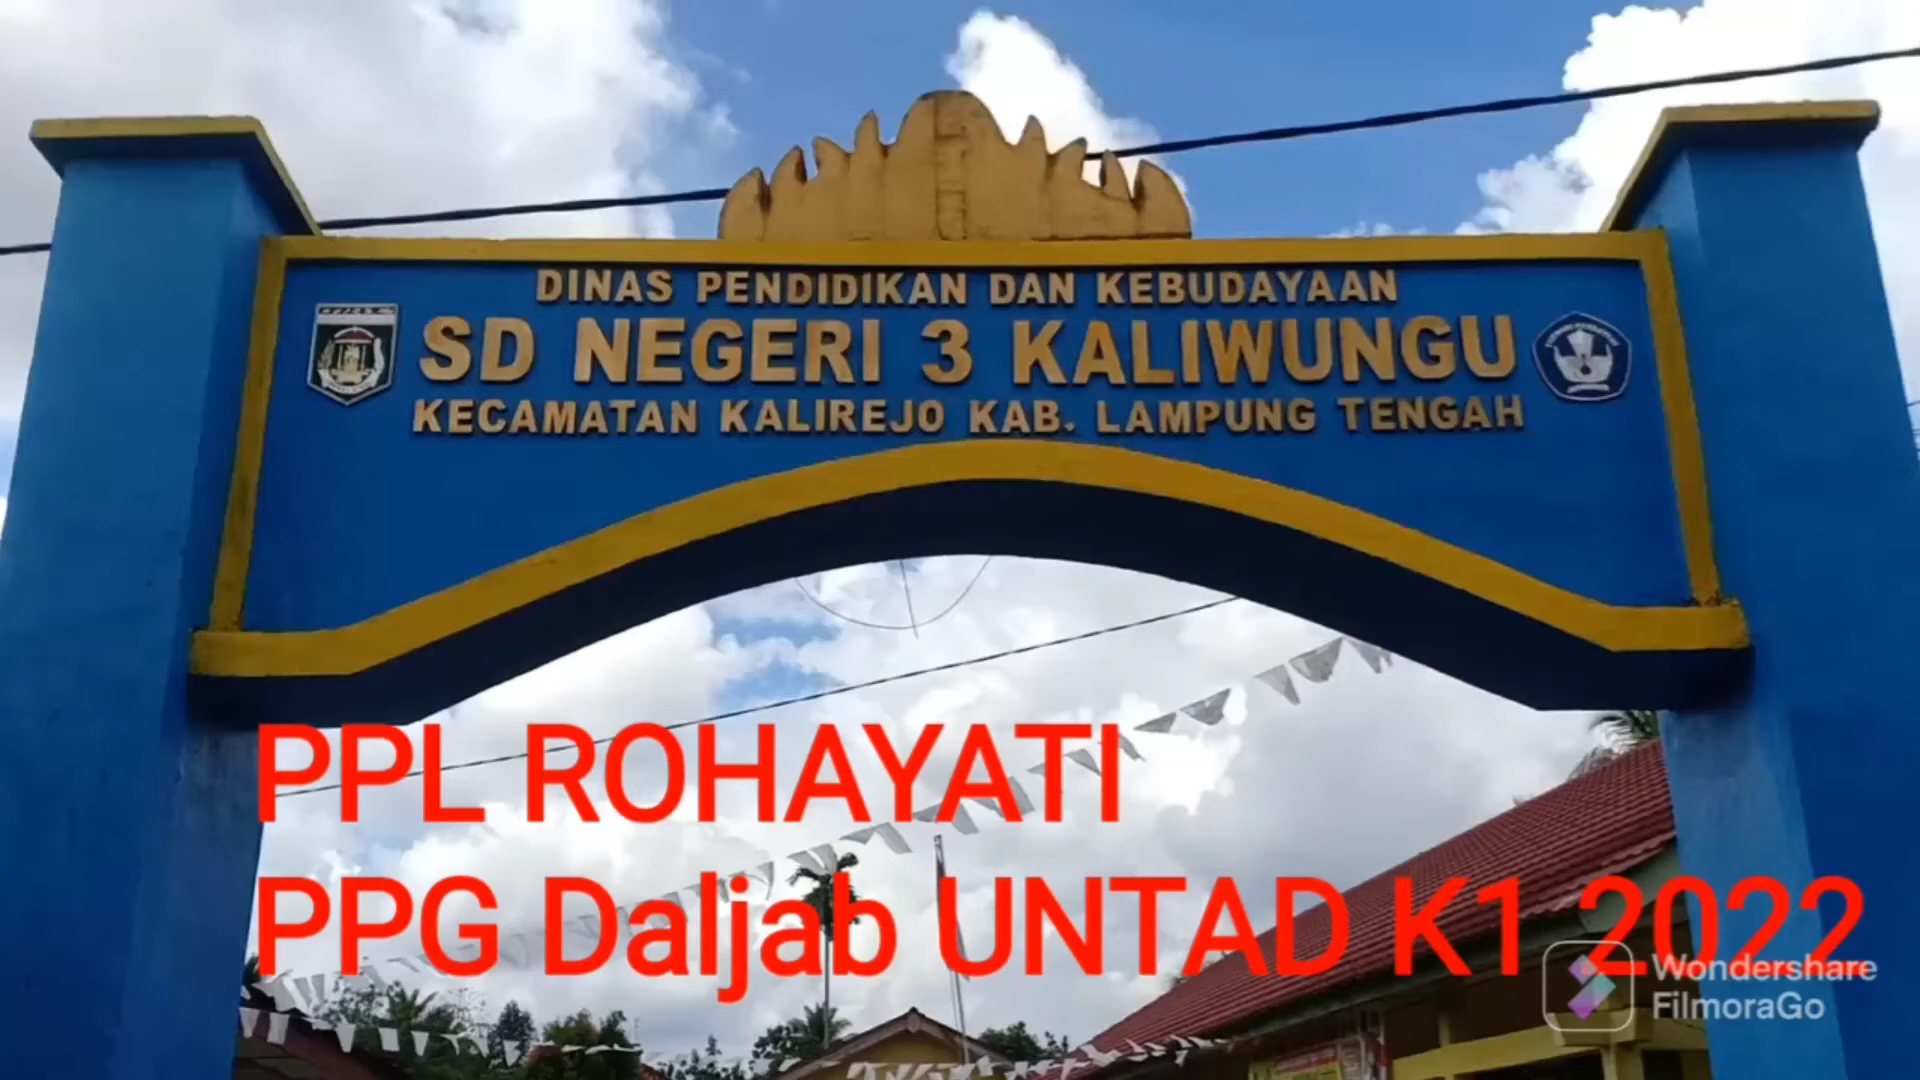 DINAS PENDIDIKAN DAN KEBUDAYAAN
SD NEGERI 3 KALIWUNGU
KECAMATAN KALIREJO KAB. LAMPUNG TENGAH
PPL ROHAYATI
PPG Daljab UNTAD K1 2022
Wondershare
FilmoraGo